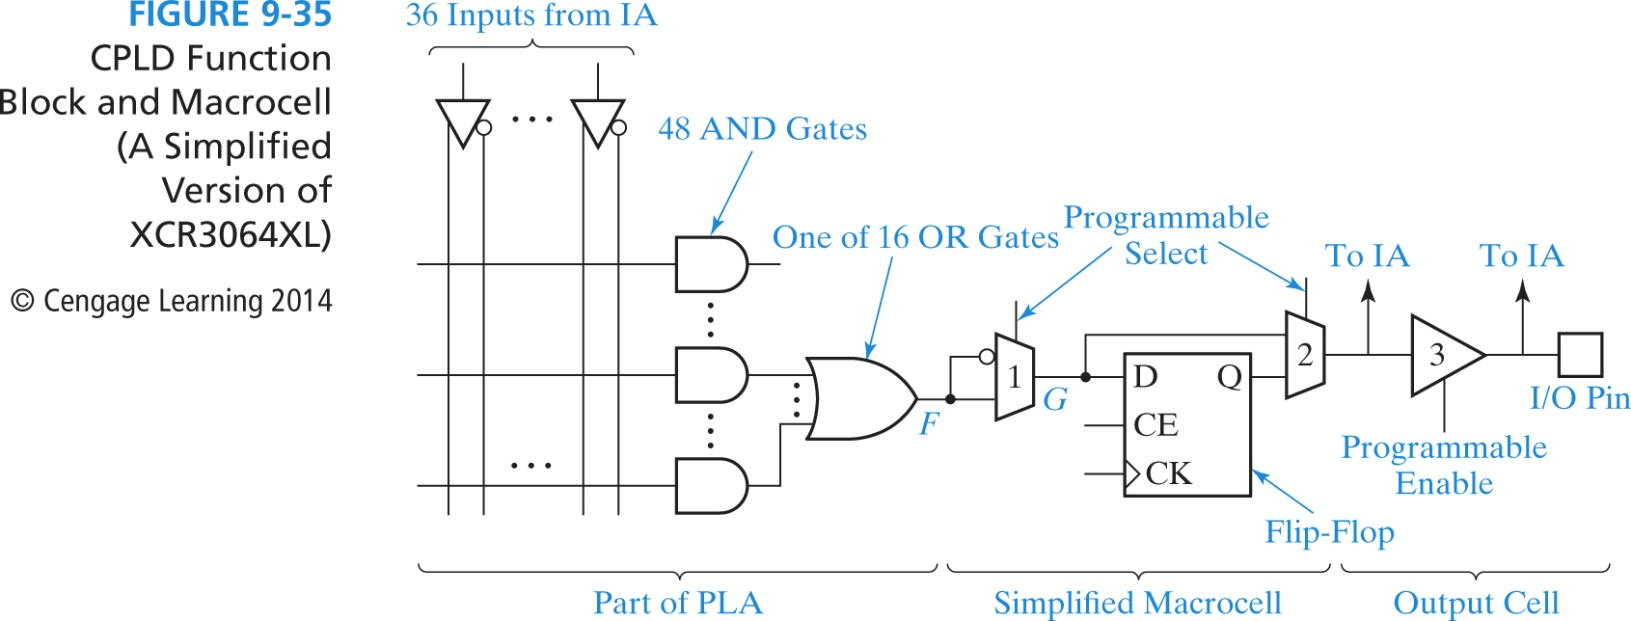 FIGURE 9-35
CPLD Function
Block and Macrocell
(A Simplified
Version of
XCR3064XL)
© Cengage Learning 2014
36 Inputs from IA
48 AND Gates
One of 16 OR Gates
Programmable
Select
To IA
To IA
F
1
G
D
Q
CE
CK
2
3
I/O Pin
Programmable
Enable
Flip-Flop
Part of PLA
Simplified Macrocell
Output Cell